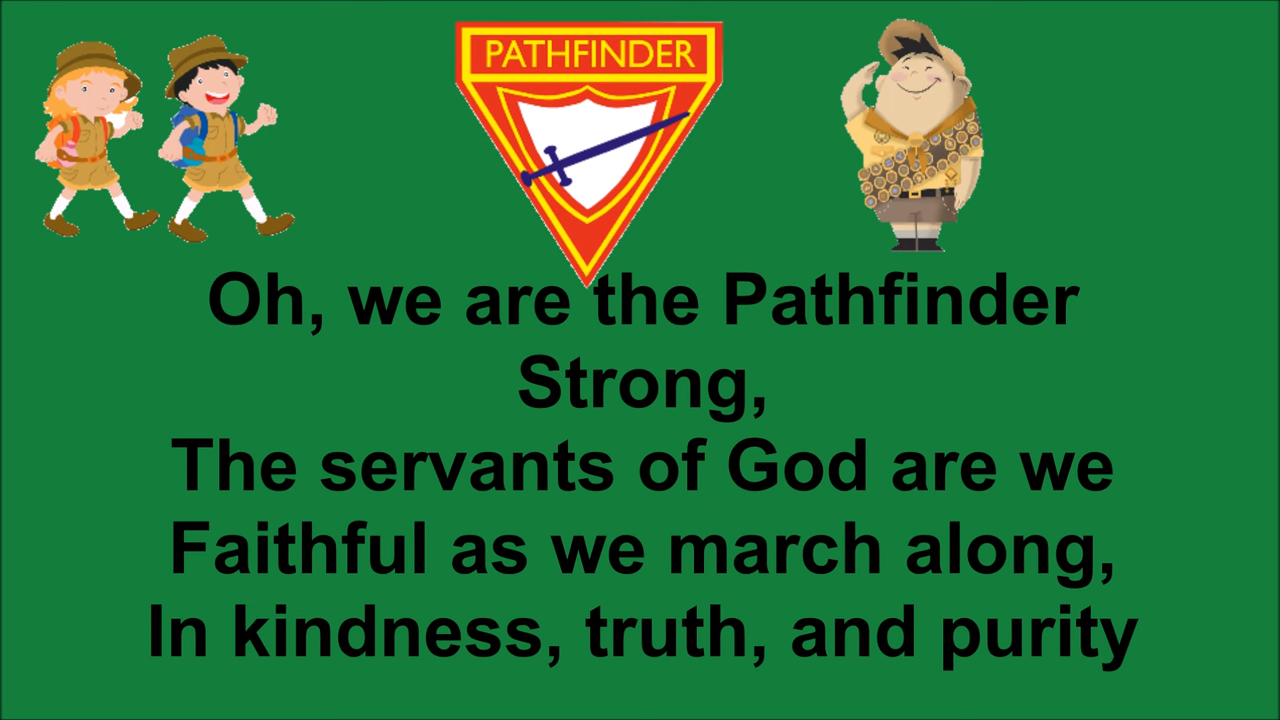 PATHFINDER
Oh, we are the Pathfinder
Strong,
The servants of God are we
Faithful as we march along,
In kindness, truth, and purity